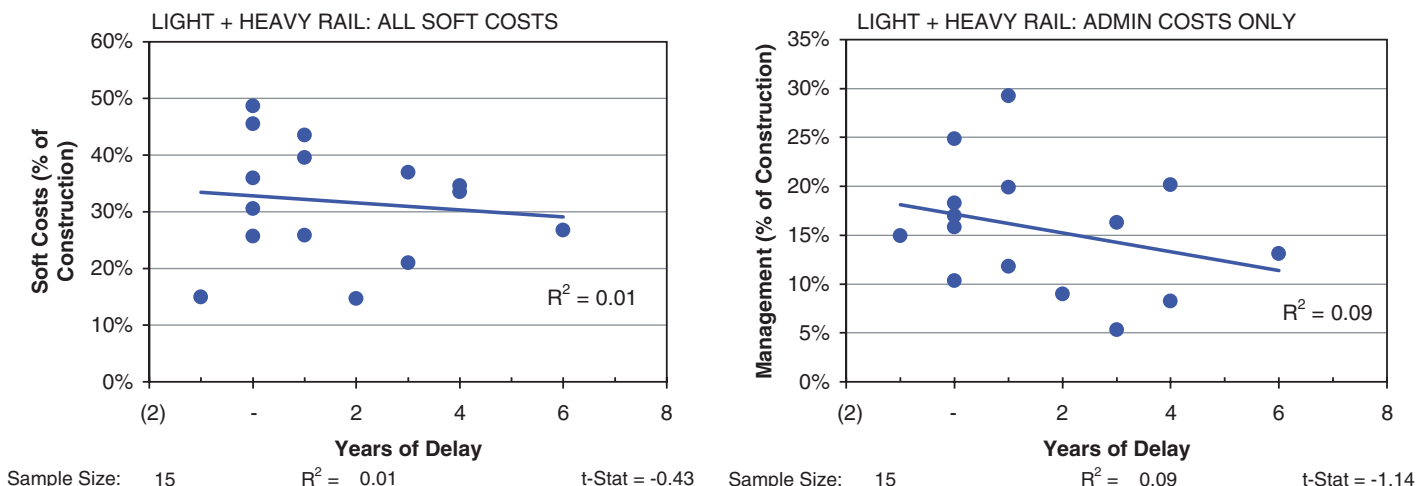 LIGHT + HEAVY RAIL: ALL SOFT COSTS
60%
50%
40%
30%
20%
10%
0%
Soft Costs (% of
Construction)
R² = 0.01
(2) - 2 4 6 8
Years of Delay
Sample Size: 15 R² = 0.01 t-Stat = -0.43
LIGHT + HEAVY RAIL: ADMIN COSTS ONLY
35%
30%
25%
20%
15%
10%
5%
0%
Management (% of Construction)
R² = 0.09
(2) - 2 4 6 8
Years of Delay
Sample Size: 15 R² = 0.09 t-Stat = -1.14